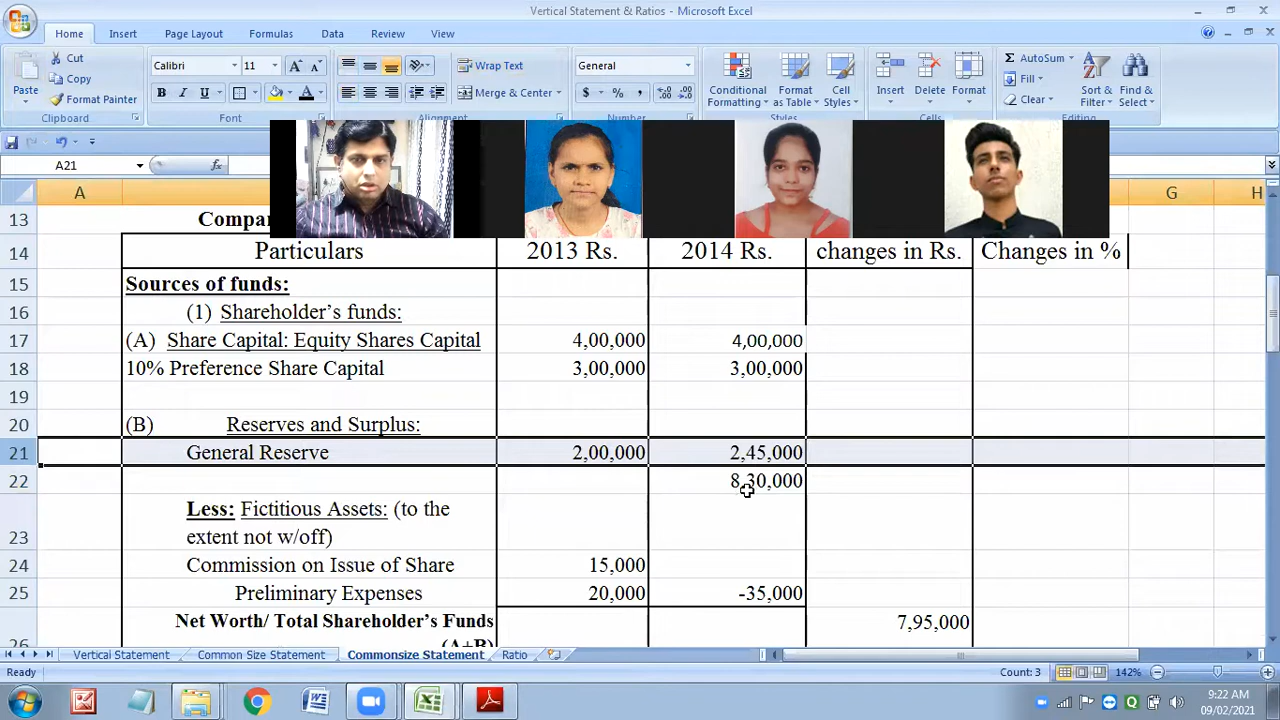 Vertical Statement & Ratios - Microsoft Excel
Home Insert Page Layout Formulas Data Review View
Paste
Cut
Copy
Format Painter
Clipboard
Calibri 11
B I U
Font
Wrap Text
Merge & Center
Alignment
General
$ % ,
Number
Conditional Formatting
Format as Table
Cell Styles
Styles
Insert Delete Format
Cells
Σ AutoSum
Fill
Clear
Sort & Filter
Find & Select
Editing
A21 fx
A G H
13 Compa
14 Particulars 2013 Rs. 2014 Rs. changes in Rs. Changes in %
15 Sources of funds:
16 (1) Shareholder’s funds:
17 (A) Share Capital: Equity Shares Capital 4,00,000 4,00,000
18 10% Preference Share Capital 3,00,000 3,00,000
19
20 (B) Reserves and Surplus:
21 General Reserve 2,00,000 2,45,000
22 8,30,000
Less: Fictitious Assets: (to the
23 extent not w/off)
24 Commission on Issue of Share 15,000
25 Preliminary Expenses 20,000 -35,000
Net Worth/ Total Shareholder’s Funds 7,95,000
26 (A+B)
Vertical Statement Common Size Statement Commonsize Statement Ratio
Ready Count: 3 142%
9:22 AM
09/02/2021